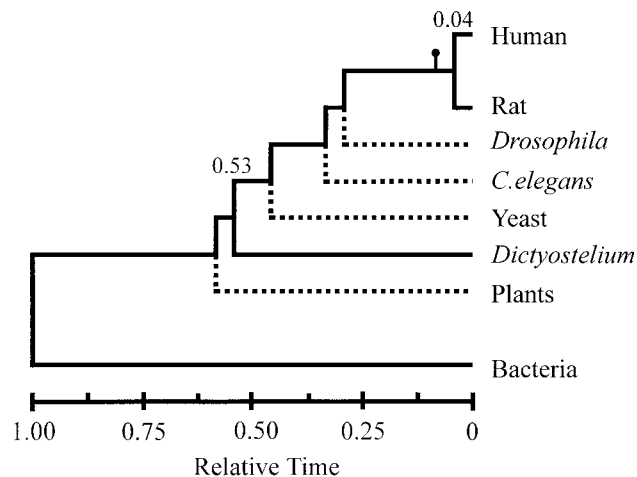 0.04
Human
Rat
Drosophila
0.53
C.elegans
Yeast
Dictyostelium
Plants
Bacteria
1.00 0.75 0.50 0.25 0
Relative Time